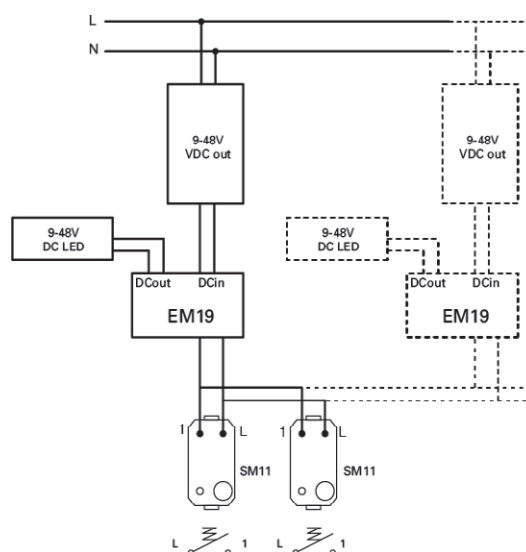 L
N
9-48V
VDC out
9-48V
VDC out
9-48V
DC LED
9-48V
DC LED
DCout DCin
EM19
DCout DCin
EM19
1 L
1 L
SM11
SM11
L 1
L 1